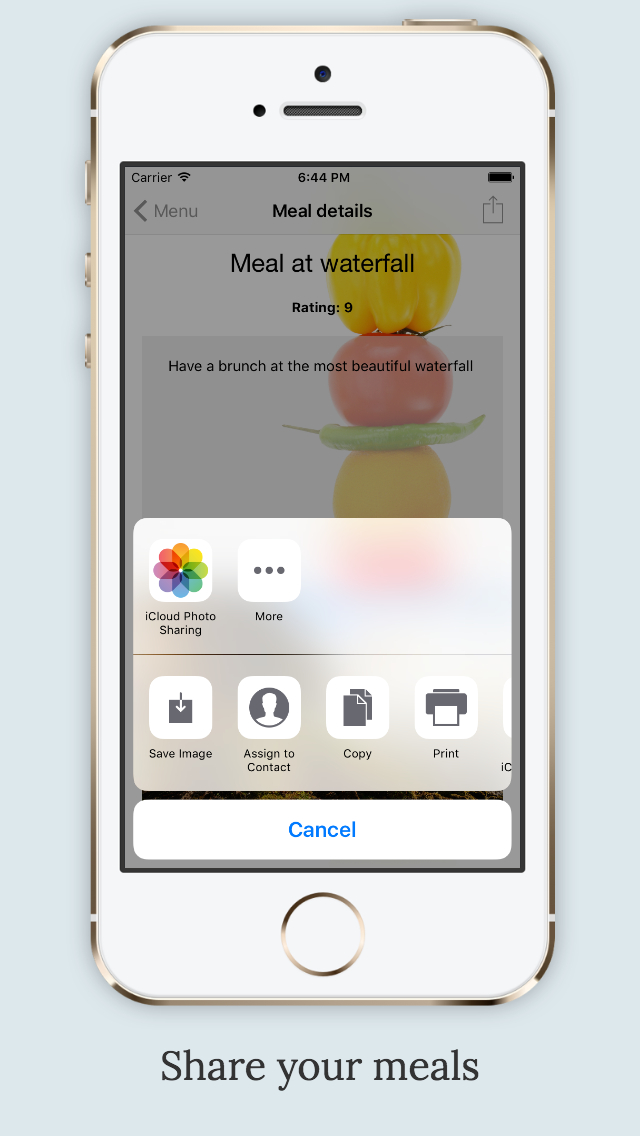 Carrier 6:44 PM
Menu Meal details
Meal at waterfall
Rating: 9
Have a brunch at the most beautiful waterfall
iCloud Photo
Sharing
More
Save Image
Assign to
Contact
Copy
Print
iC
Cancel
Share your meals